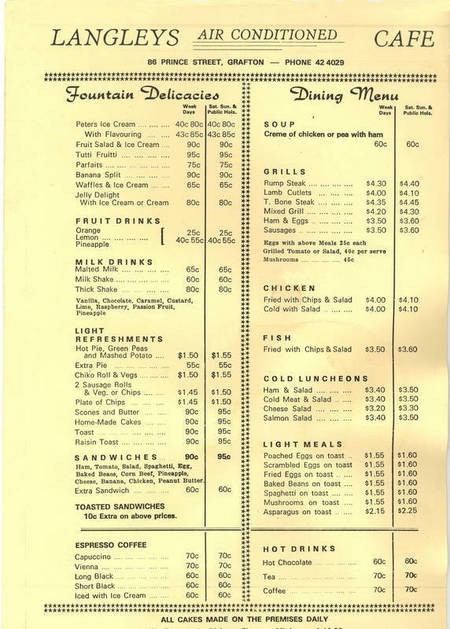 LANGLEYS AIR CONDITIONED CAFE
86 PRINCE STREET, GRAFTON — PHONE 42 4029
Fountain Delicacies
Week Days
Sat. Sun. & Public Hols.
Peters Ice Cream .... .... 40c 80c 40c 80c
With Flavouring .... .... 43c 85c 43c 85c
Fruit Salad & Ice Cream .... 90c 90c
Tutti Frutti .... .... .... .... 95c 95c
Parfaits .... .... .... .... .... 75c 75c
Banana Split .... .... .... .... 90c 90c
Waffles & Ice Cream .... .... 65c 65c
Jelly Delight
With Ice Cream or Cream 80c 80c
FRUIT DRINKS
Orange 25c 25c
Lemon .... .... .... .... [ 40c 55c 40c 55c
Pineapple
MILK DRINKS
Malted Milk .... .... .... .... 65c 65c
Milk Shake .... .... .... .... 60c 60c
Thick Shake .... .... .... .... 80c 80c
Vanilla, Chocolate, Caramel, Custard,
Lime, Raspberry, Passion Fruit,
Pineapple
LIGHT
REFRESHMENTS
Hot Pie, Green Peas
and Mashed Potato .... $1.50 $1.55
Extra Pie .... .... .... .... 55c 55c
Chiko Roll & Vegs .... .... $1.50 $1.50
2 Sausage Rolls
& Veg. or Chips .... .... $1.45 $1.50
Plate of Chips .... .... .... $1.45 $1.50
Scones and Butter .... .... 90c 95c
Home-Made Cakes .... .... 90c 95c
Toast .... .... .... .... .... 90c 95c
Raisin Toast .... .... .... .... 90c 95c
SANDWICHES .... .... 90c 95c
Ham, Tomato, Salad, Spaghetti, Egg,
Baked Beans, Corn Beef, Pineapple,
Cheese, Banana, Chicken, Peanut Butter
Extra Sandwich .... .... .... 60c 60c
TOASTED SANDWICHES
10c Extra on above prices.
ESPRESSO COFFEE
Capuccino .... .... .... .... 70c 70c
Vienna .... .... .... .... .... 70c 70c
Long Black .... .... .... .... 60c 60c
Short Black .... .... .... .... 60c 60c
Iced with Ice Cream .... .... 60c 60c
Dining Menu
Week Days
Sat. Sun. & Public Hols.
SOUP
Creme of chicken or pea with ham
60c 60c
GRILLS
Rump Steak .... .... .... .... $4.30 $4.40
Lamb Cutlets .... .... .... $4.00 $4.10
T. Bone Steak .... .... .... $4.35 $4.45
Mixed Grill .... .... .... .... $4.20 $4.30
Ham & Eggs .... .... .... .... $3.50 $3.60
Sausages .... .... .... .... .... $3.50 $3.60
Eggs with above Meals 25c each
Grilled Tomato or Salad, 40c per serve
Mushrooms .... .... .... .... 45c
CHICKEN
Fried with Chips & Salad $4.00 $4.10
Cold with Salad .... .... .... $4.00 $4.10
FISH
Fried with Chips & Salad $3.50 $3.60
COLD LUNCHEONS
Ham & Salad .... .... .... $3.40 $3.50
Cold Meat & Salad .... .... $3.40 $3.50
Cheese Salad .... .... .... $3.20 $3.30
Salmon Salad .... .... .... $3.40 $3.50
LIGHT MEALS
Poached Eggs on toast .... $1.55 $1.60
Scrambled Eggs on toast $1.55 $1.60
Fried Eggs on toast .... .... $1.55 $1.60
Baked Beans on toast .... $1.55 $1.60
Spaghetti on toast .... .... $1.55 $1.60
Mushrooms on toast .... .... $1.55 $1.60
Asparagus on toast .... .... $2.15 $2.25
HOT DRINKS
Hot Chocolate .... .... .... 60c 60c
Tea .... .... .... .... .... .... 70c 70c
Coffee .... .... .... .... .... 70c 70c
ALL CAKES MADE ON THE PREMISES DAILY